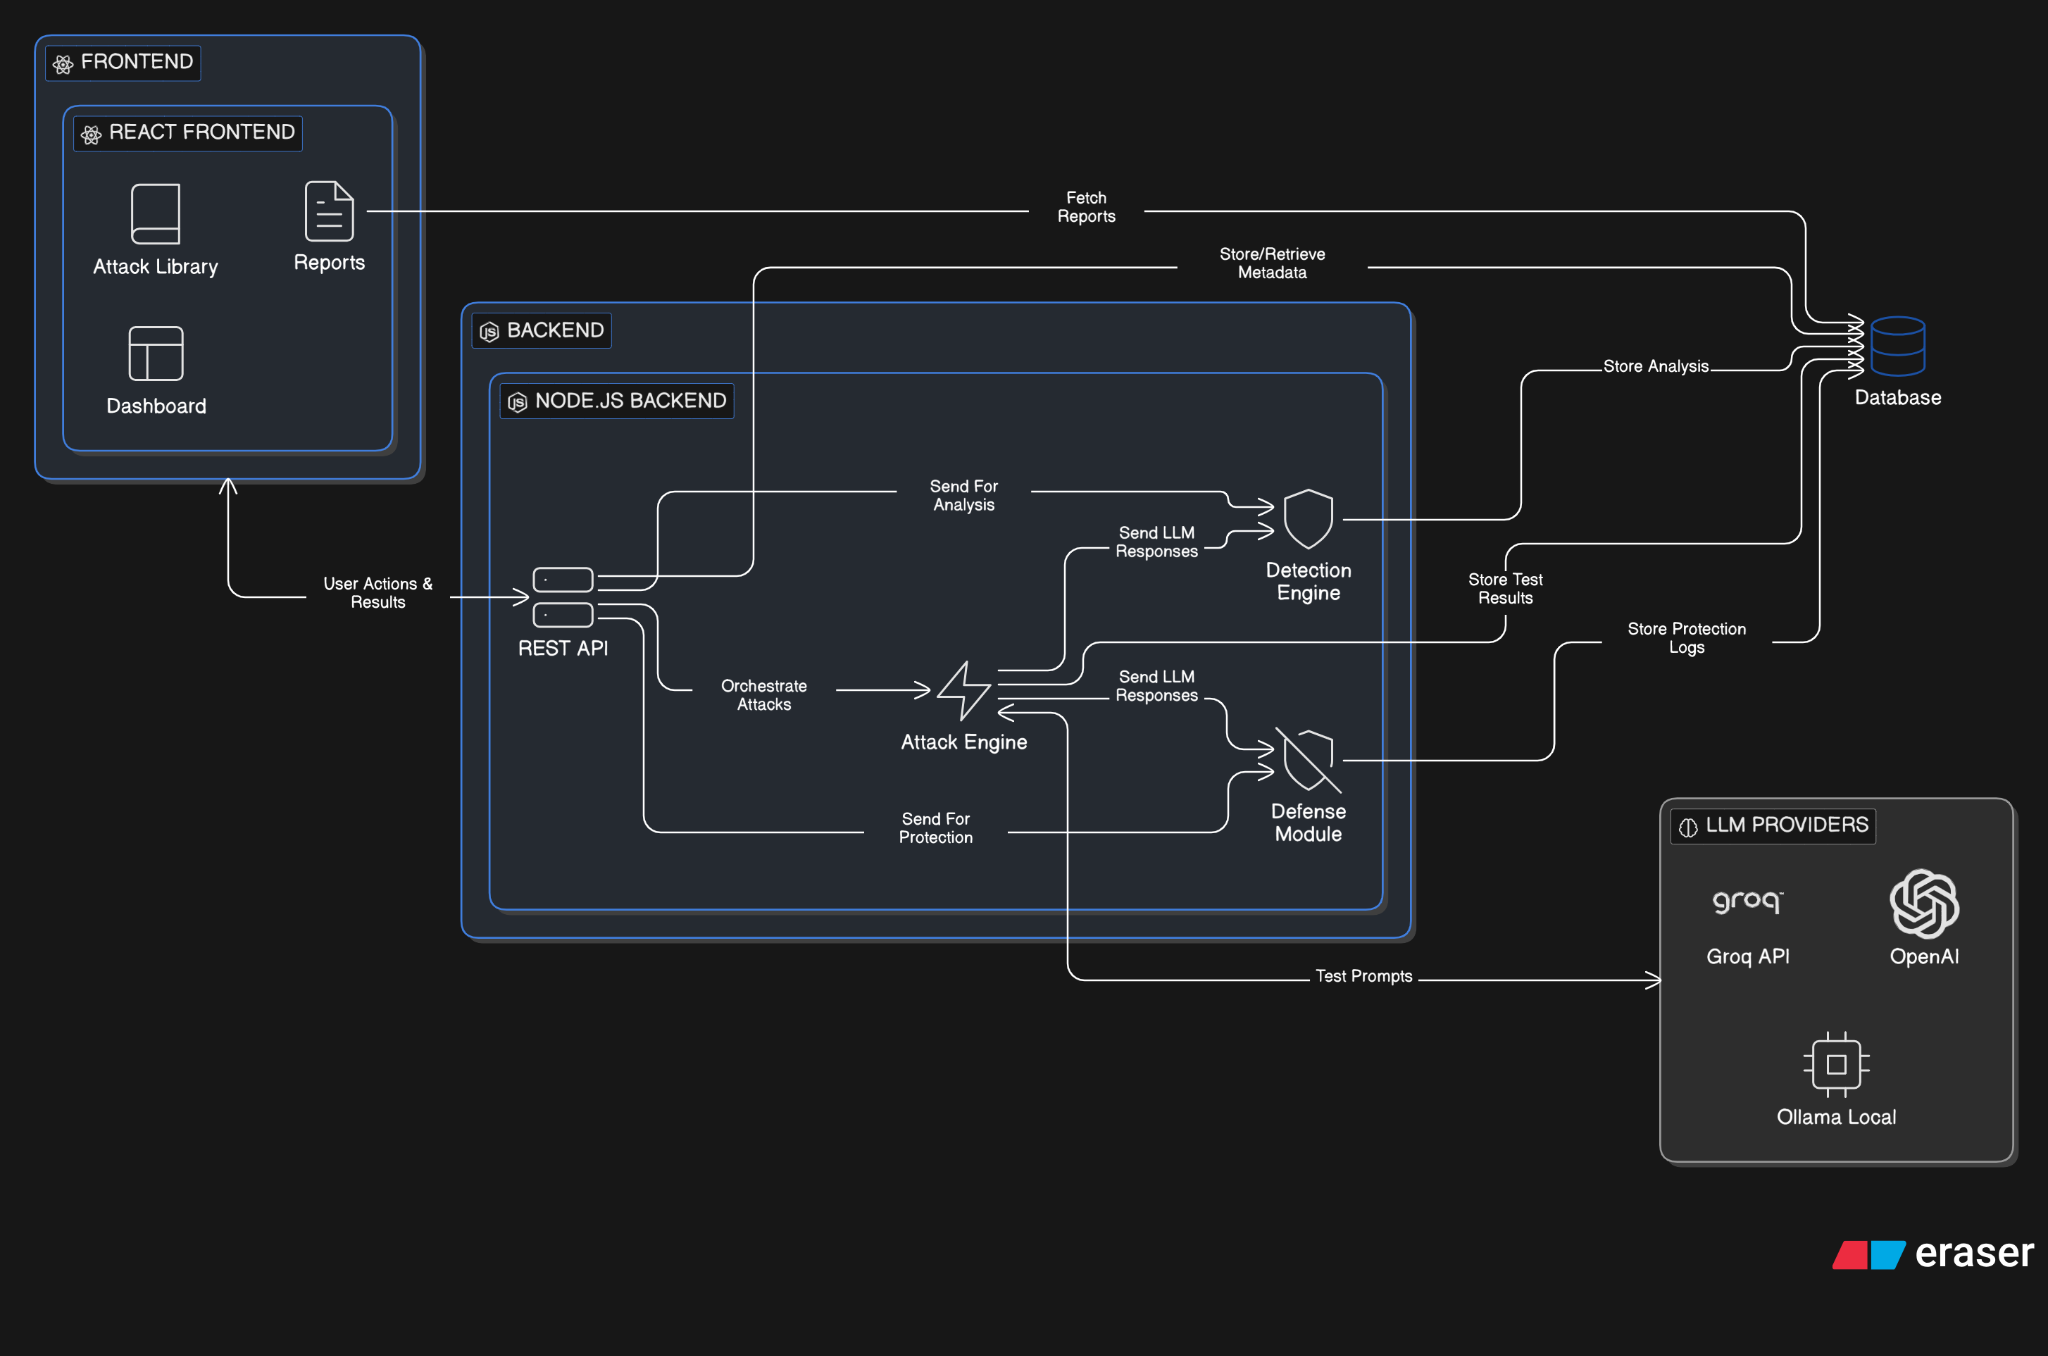 FRONTEND
REACT FRONTEND
Attack Library
Reports
Dashboard
Fetch
Reports
Store/Retrieve
Metadata
BACKEND
NODE.JS BACKEND
Store Analysis
Database
Send For
Analysis
Send LLM
Responses
Detection
Engine
User Actions &
Results
REST API
Store Test
Results
Store Protection
Logs
Orchestrate
Attacks
Attack Engine
Send LLM
Responses
Send For
Protection
Defense
Module
LLM PROVIDERS
groq™
Groq API
OpenAI
Test Prompts
Ollama Local
eraser